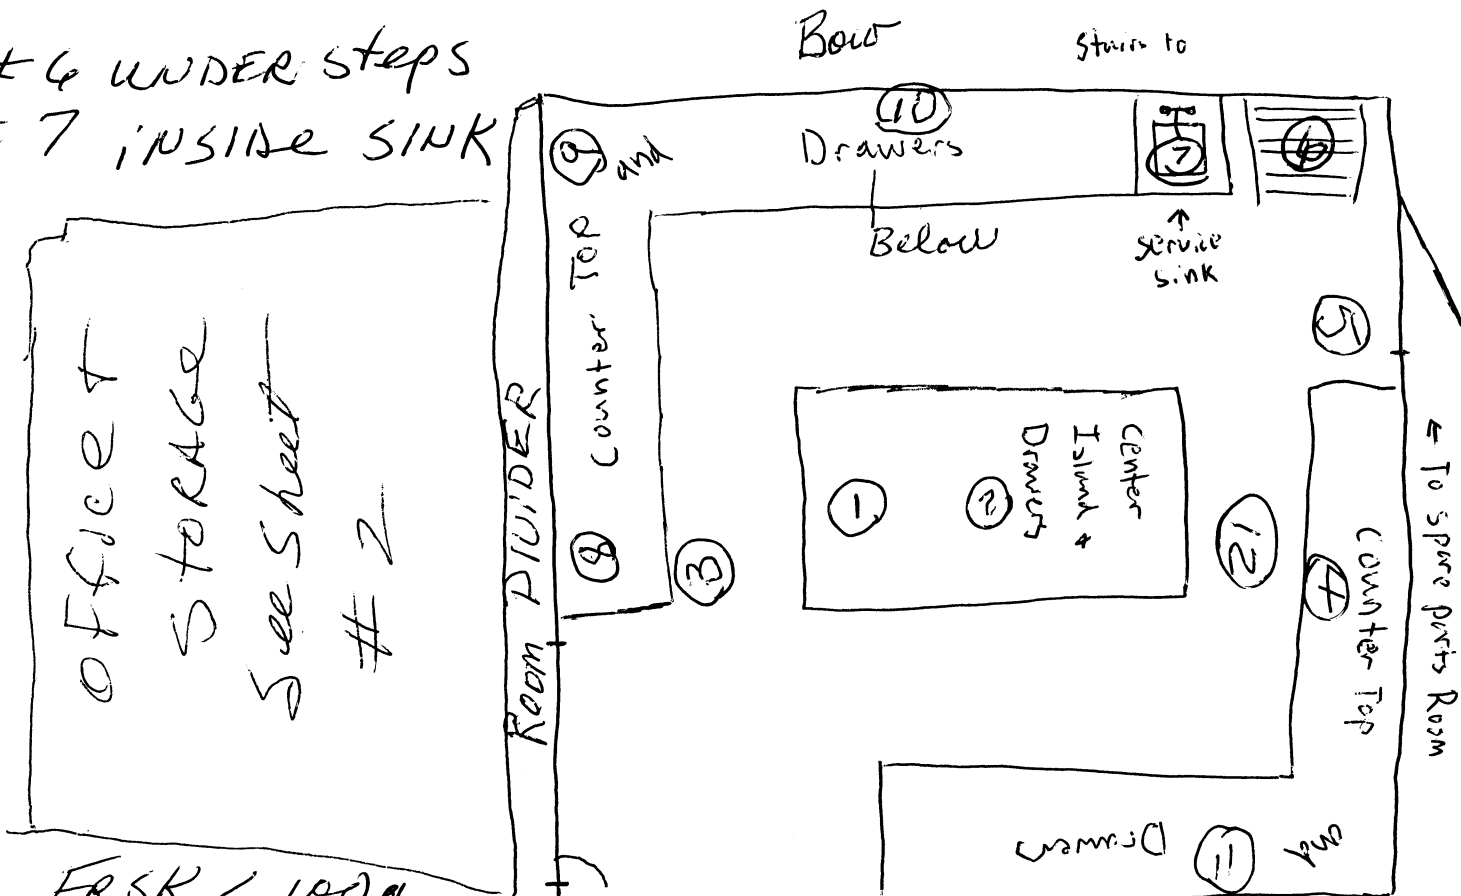 # 6 UNDER Steps
# 7 inside SINK
Bow
Stairs to
10
Drawers
Below
9
and
Counter Top
8
3
7
↑
service
sink
6
5
Office
Storage
See Sheet
# 2
ROOM DIVIDER
Center
Island &
Drawers
1
2
12
4
Counter Top
← To spare parts Room
and
11
Drawers